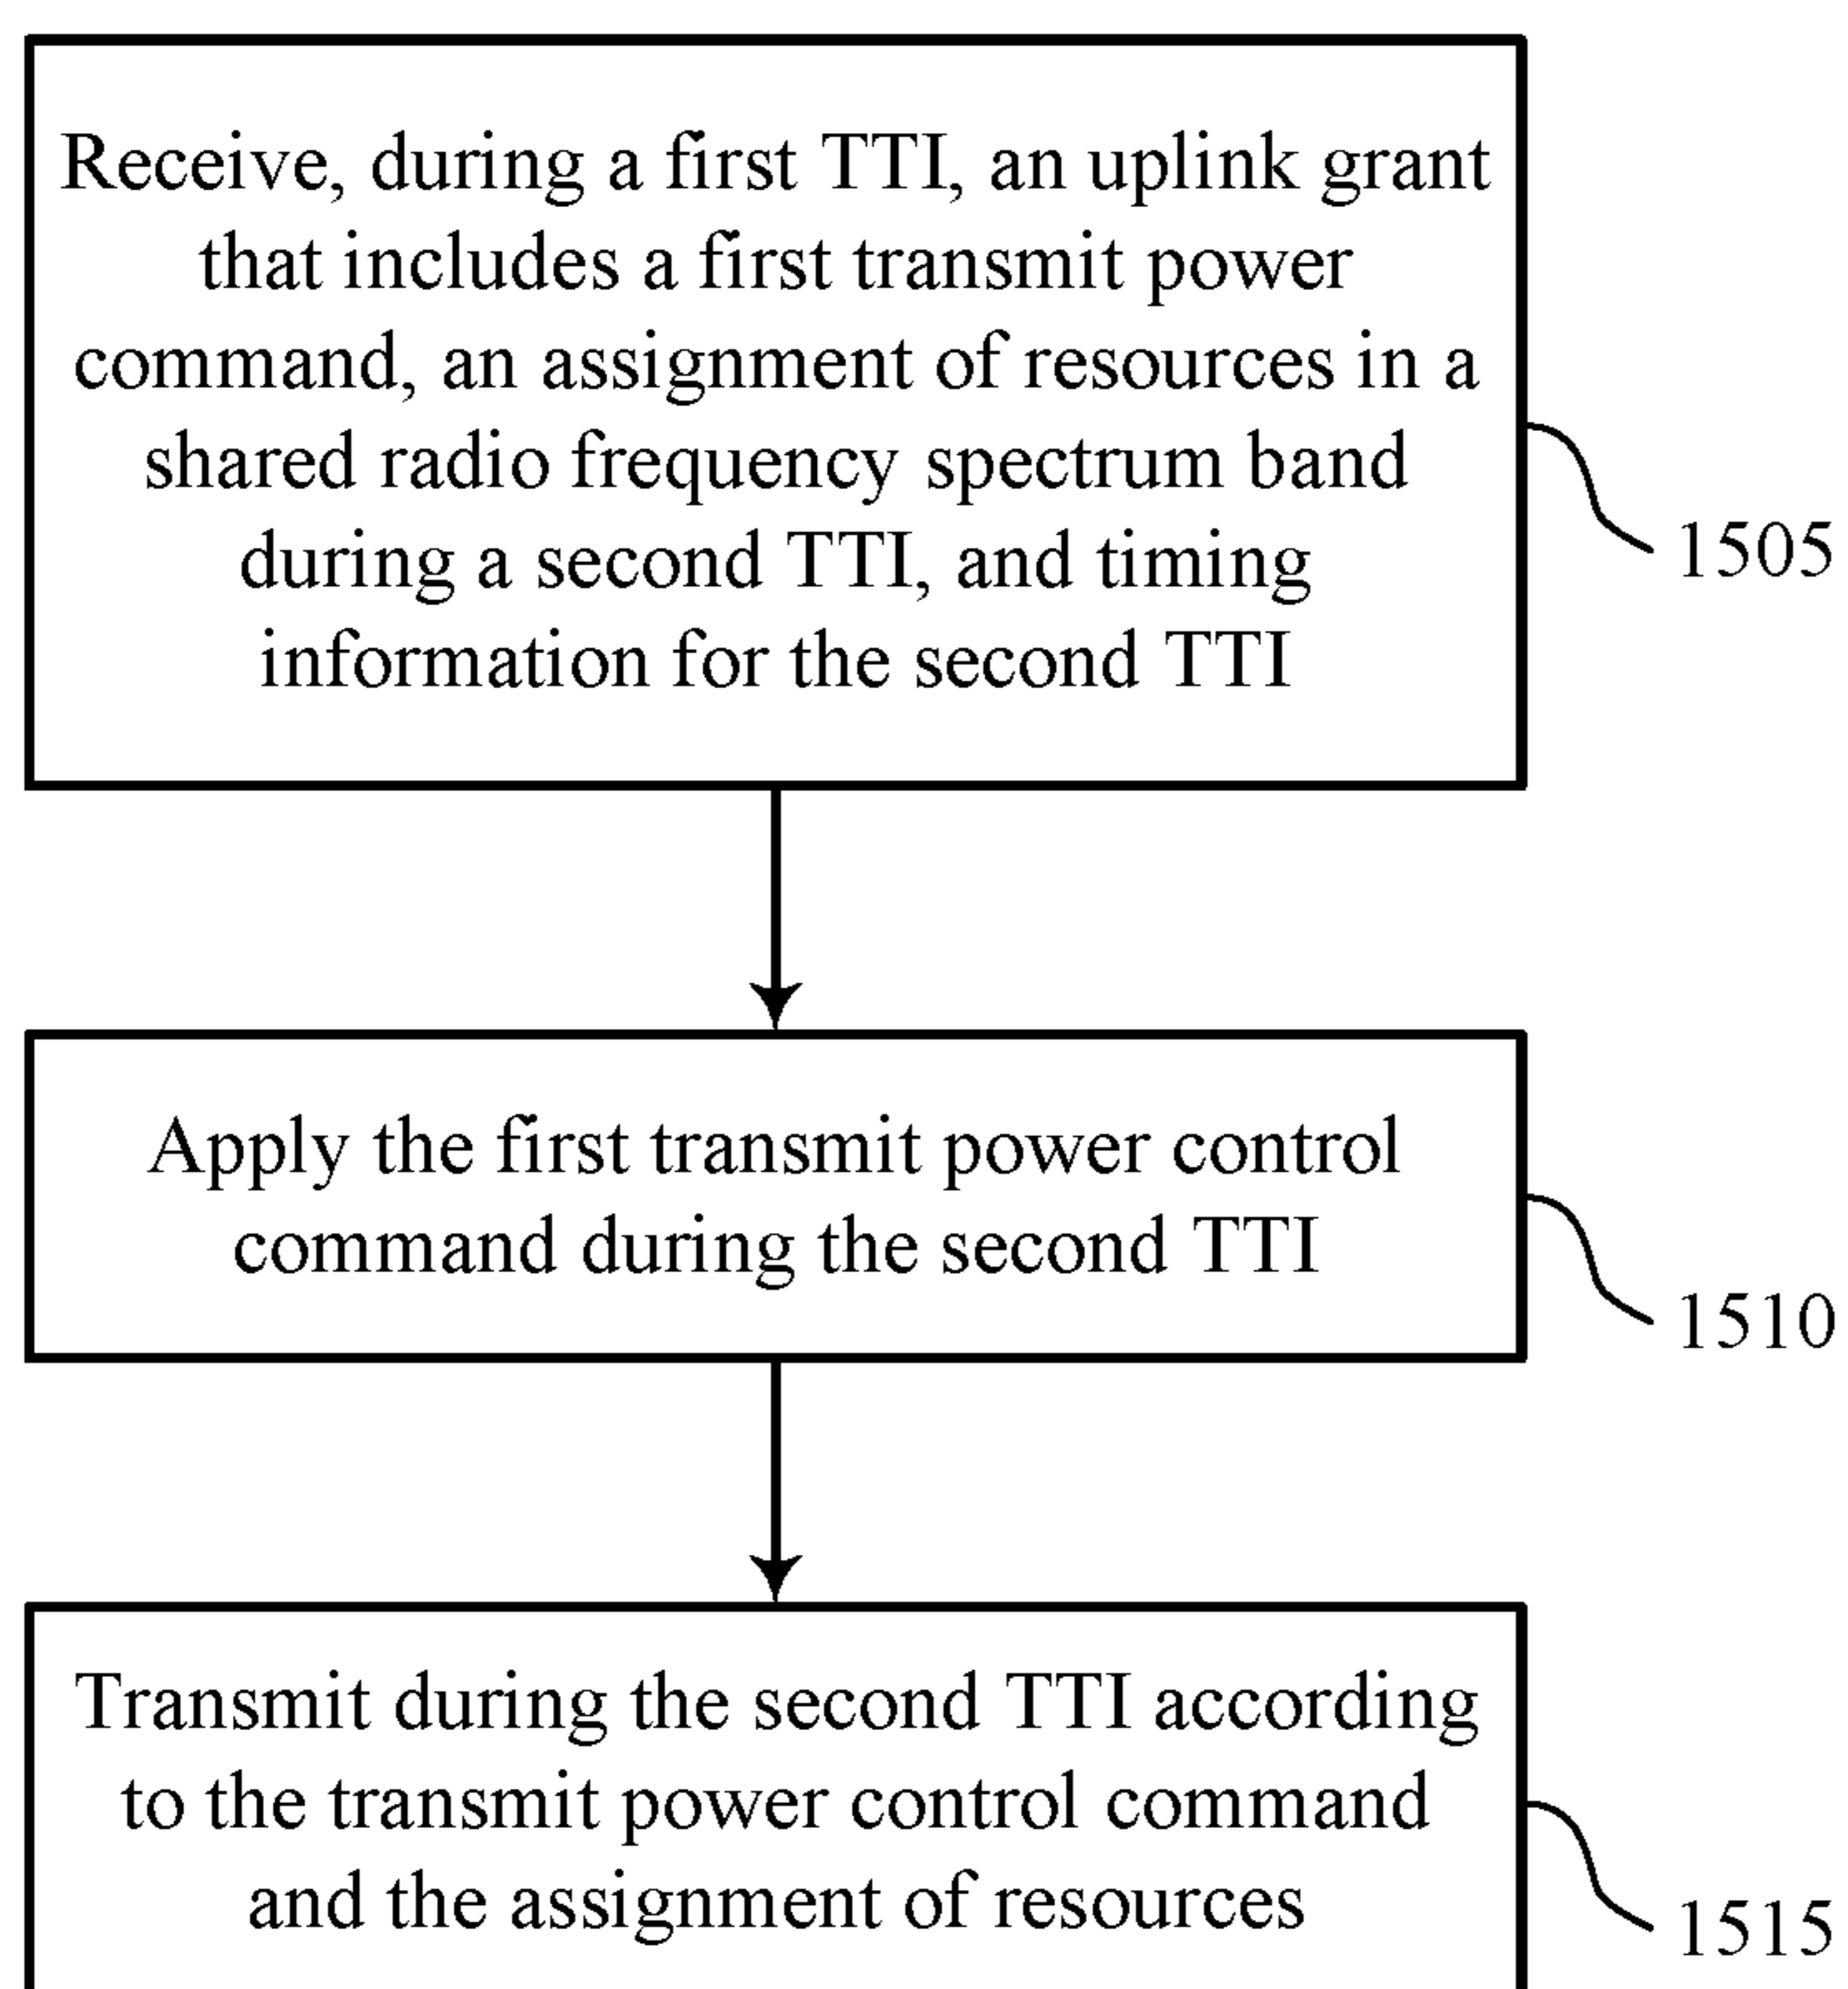 Receive, during a first TTI, an uplink grant
that includes a first transmit power
command, an assignment of resources in a
shared radio frequency spectrum band
during a second TTI, and timing
information for the second TTI
1505
Apply the first transmit power control
command during the second TTI
1510
Transmit during the second TTI according
to the transmit power control command
and the assignment of resources
1515